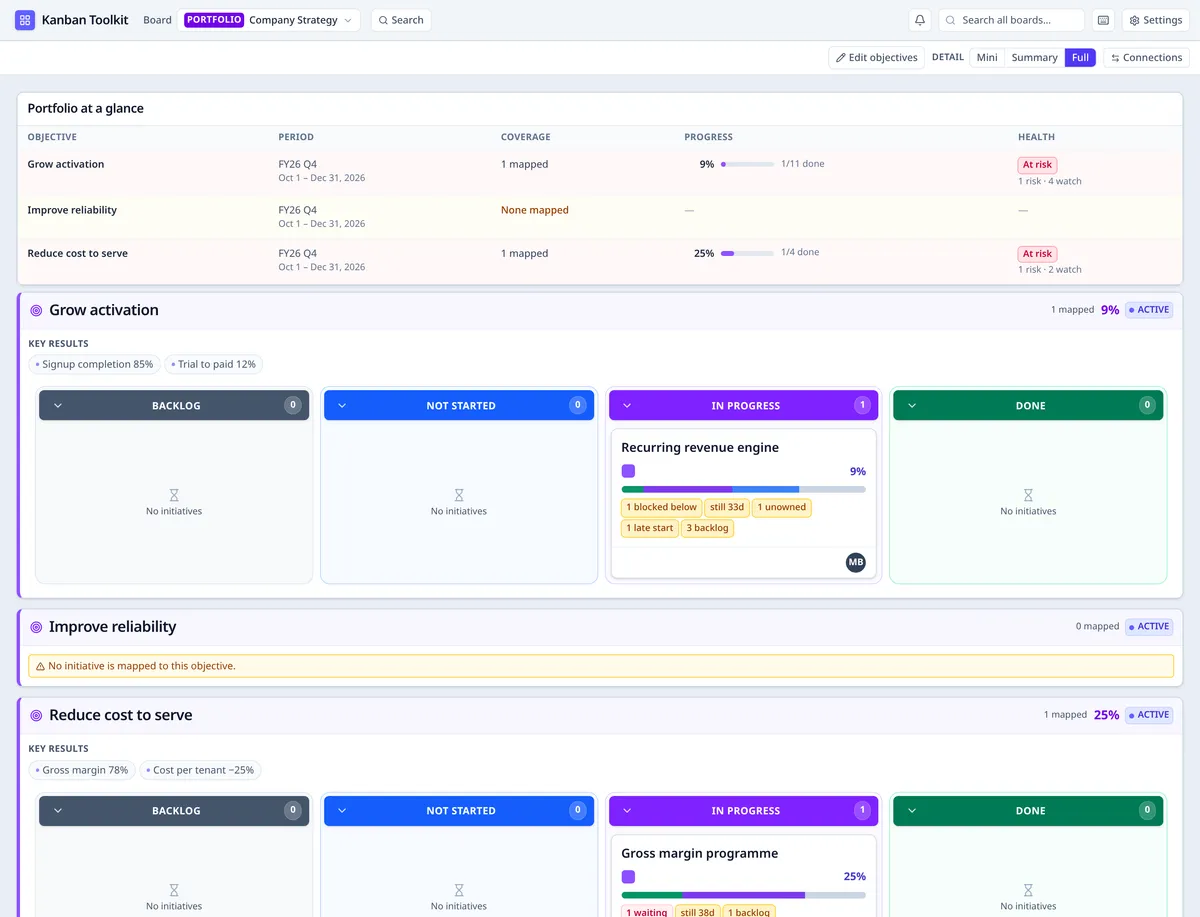 Kanban Toolkit Board PORTFOLIO Company Strategy Search Search all boards... Settings
Edit objectives DETAIL Mini Summary Full Connections
Portfolio at a glance
OBJECTIVE PERIOD COVERAGE PROGRESS HEALTH
Grow activation FY26 Q4 1 mapped 9% 1/11 done At risk
Oct 1 – Dec 31, 2026 1 risk · 4 watch
Improve reliability FY26 Q4 None mapped — —
Oct 1 – Dec 31, 2026
Reduce cost to serve FY26 Q4 1 mapped 25% 1/4 done At risk
Oct 1 – Dec 31, 2026 1 risk · 2 watch
Grow activation 1 mapped 9% ACTIVE
KEY RESULTS
Signup completion 85% Trial to paid 12%
BACKLOG 0 NOT STARTED 0 IN PROGRESS 1 DONE 0
Recurring revenue engine
9%
No initiatives No initiatives 1 blocked below still 33d 1 unowned No initiatives
1 late start 3 backlog
MB
Improve reliability 0 mapped ACTIVE
No initiative is mapped to this objective.
Reduce cost to serve 1 mapped 25% ACTIVE
KEY RESULTS
Gross margin 78% Cost per tenant −25%
BACKLOG 0 NOT STARTED 0 IN PROGRESS 1 DONE 0
Gross margin programme
25%
No initiatives No initiatives 1 waiting still 38d 1 backlog No initiatives